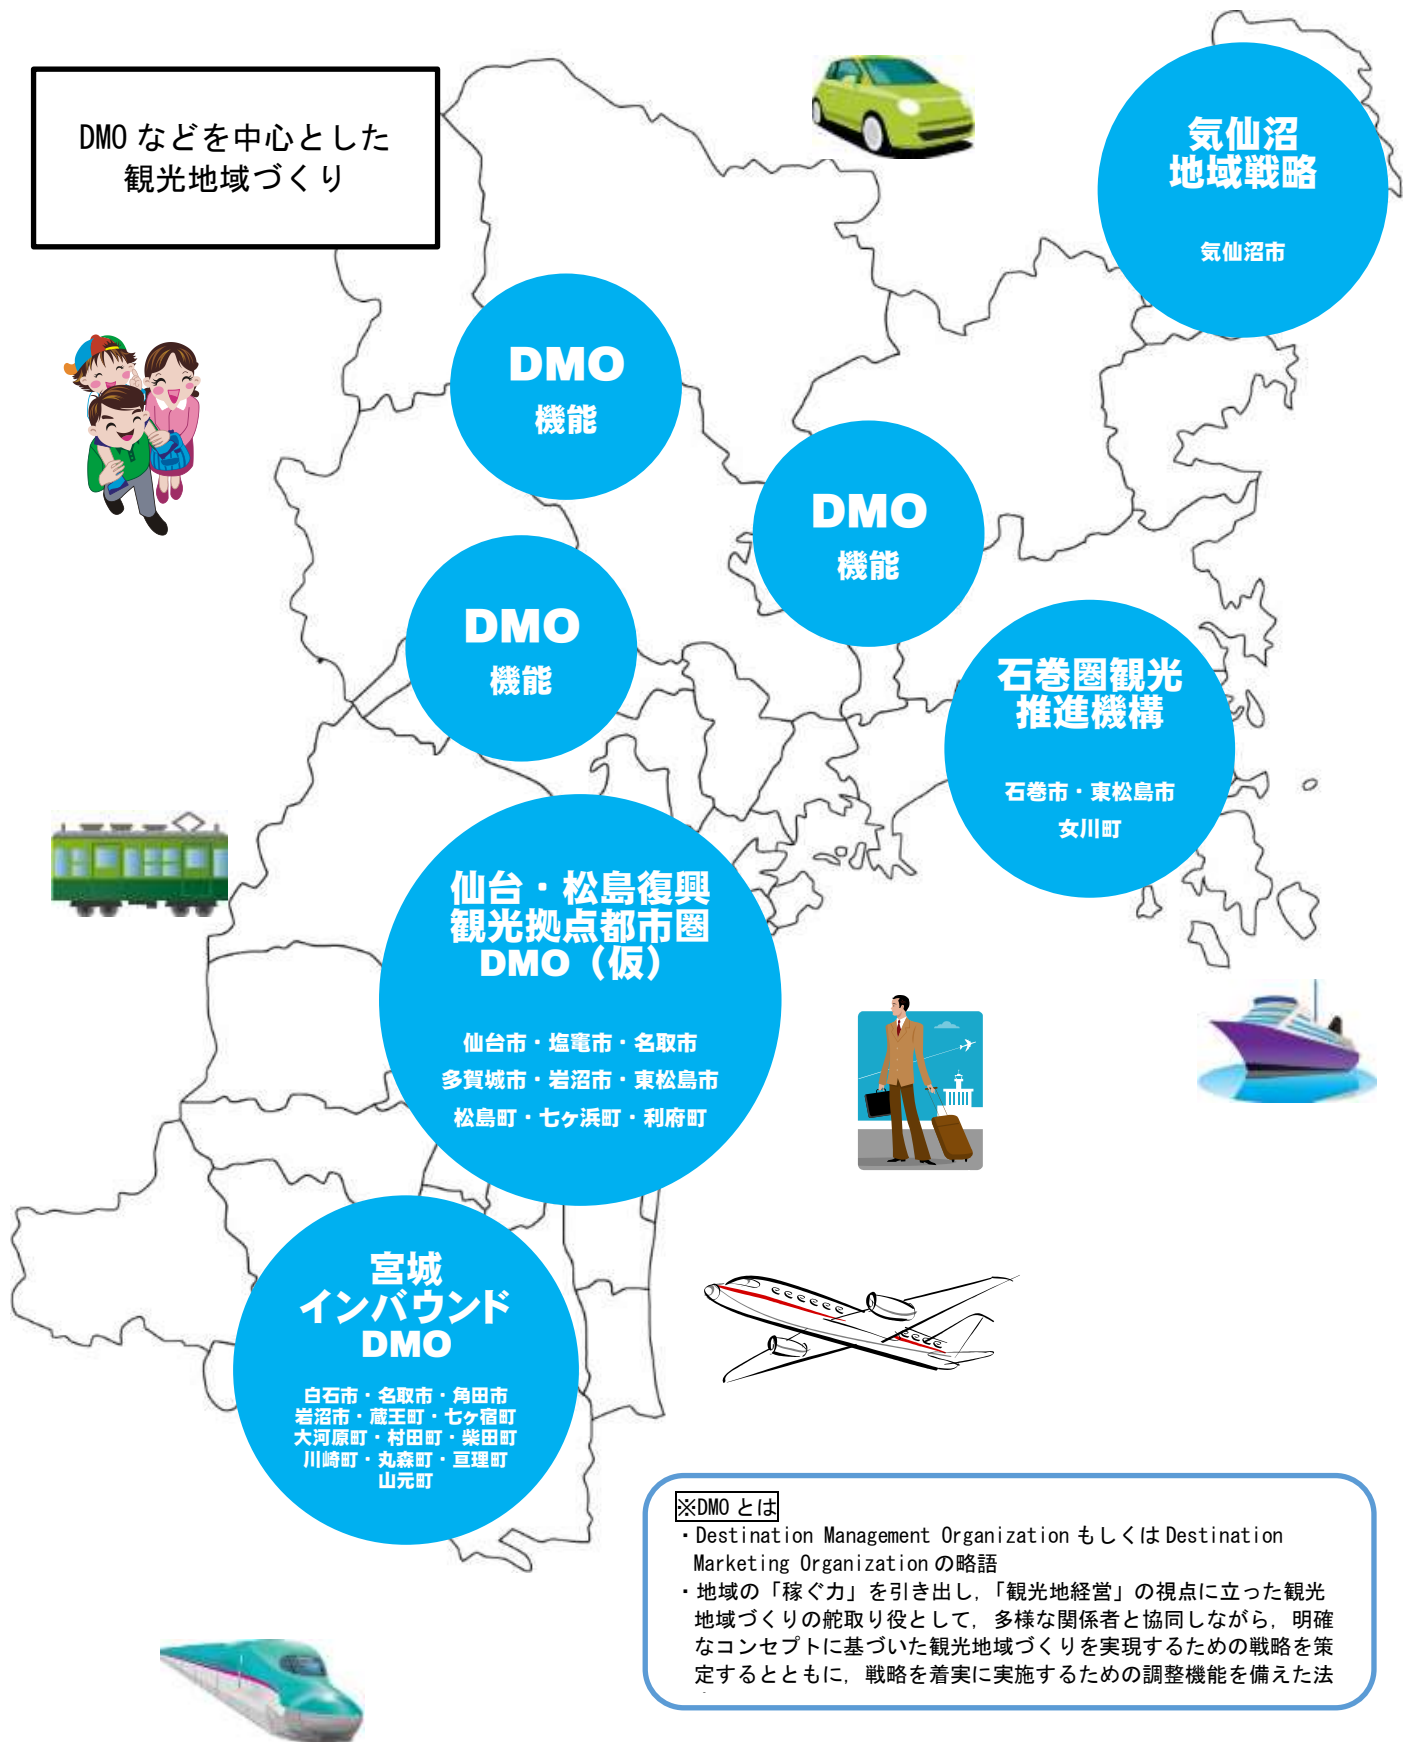 DMO などを中心とした
観光地域づくり
気仙沼
地域戦略
気仙沼市
DMO
機能
DMO
機能
DMO
機能
石巻圏観光
推進機構
石巻市・東松島市
女川町
仙台・松島復興
観光拠点都市圏
DMO（仮）
仙台市・塩竈市・名取市
多賀城市・岩沼市・東松島市
松島町・七ヶ浜町・利府町
宮城
インバウンド
DMO
白石市・名取市・角田市
岩沼市・蔵王町・七ヶ宿町
大河原町・村田町・柴田町
川崎町・丸森町・亘理町
山元町
※DMO とは
・Destination Management Organization もしくは Destination
Marketing Organization の略語
・地域の「稼ぐ力」を引き出し，「観光地経営」の視点に立った観光
地域づくりの舵取り役として，多様な関係者と協同しながら，明確
なコンセプトに基づいた観光地域づくりを実現するための戦略を策
定するとともに，戦略を着実に実施するための調整機能を備えた法